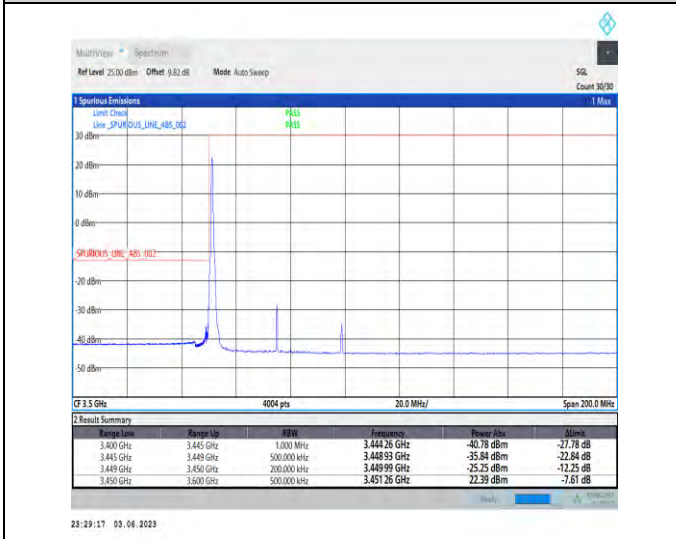 MultiView Spectrum
Ref Level 25.00 dBm Offset 9.82 dB Mode Auto Sweep SGL
Count 30/30
1 Spurious Emissions 1 Max
Limit Check PASS
Line _SPURIOUS_LINE_ABS_002 PASS
30 dBm
20 dBm
10 dBm
0 dBm
_SPURIOUS_LINE_ABS_002
-20 dBm
-30 dBm
-40 dBm
-50 dBm
CF 3.5 GHz 4004 pts 20.0 MHz/ Span 200.0 MHz
2 Result Summary
Range Low Range Up RBW Frequency Power Abs ΔLimit
3.400 GHz 3.445 GHz 1.000 MHz 3.444 26 GHz -40.78 dBm -27.78 dB
3.445 GHz 3.449 GHz 500.000 kHz 3.448 93 GHz -35.84 dBm -22.84 dB
3.449 GHz 3.450 GHz 200.000 kHz 3.449 99 GHz -25.25 dBm -12.25 dB
3.450 GHz 3.600 GHz 500.000 kHz 3.451 26 GHz 22.39 dBm -7.61 dB
Ready
23:29:17 03.06.2023